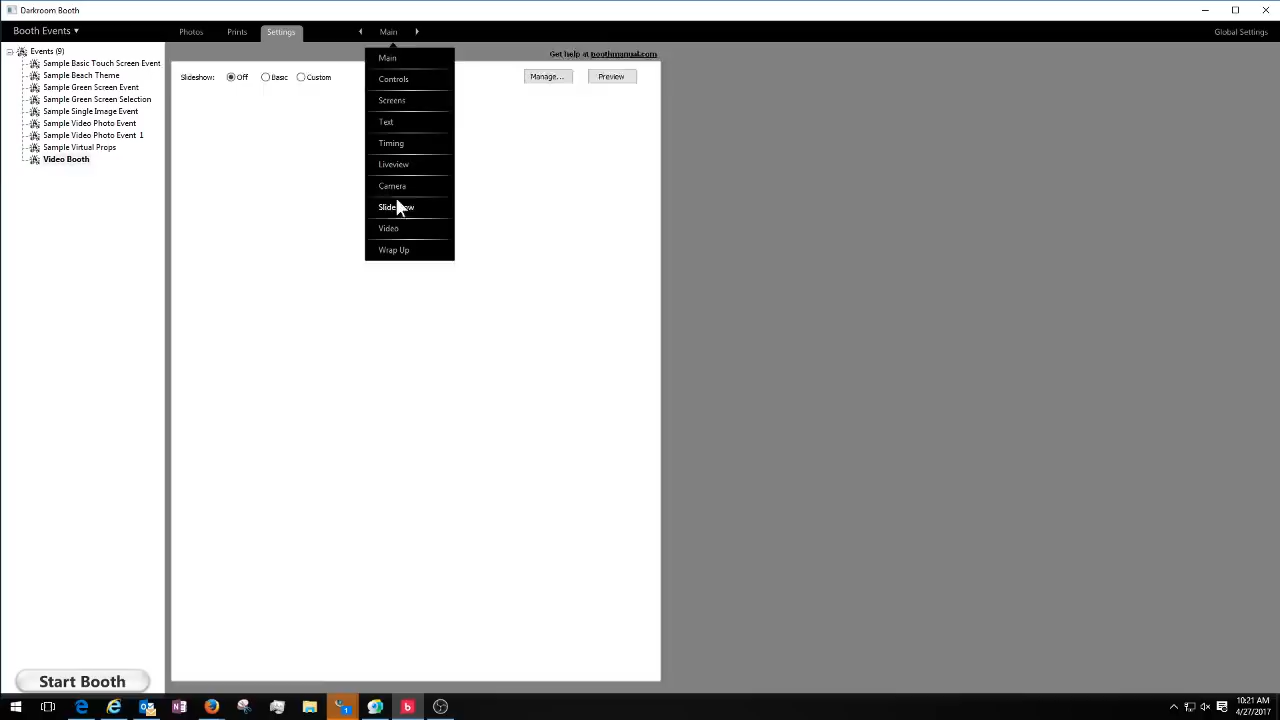 Darkroom Booth
Booth Events
Photos
Prints
Settings
Main
Global Settings
Events (9)
Sample Basic Touch Screen Event
Sample Beach Theme
Sample Green Screen Event
Sample Green Screen Selection
Sample Single Image Event
Sample Video Photo Event
Sample Video Photo Event 1
Sample Virtual Props
Video Booth
Get help at boothmanual.com
Slideshow:
Off
Basic
Custom
Manage...
Preview
Main
Controls
Screens
Text
Timing
Liveview
Camera
Slideshow
Video
Wrap Up
Start Booth
10:21 AM
4/27/2017